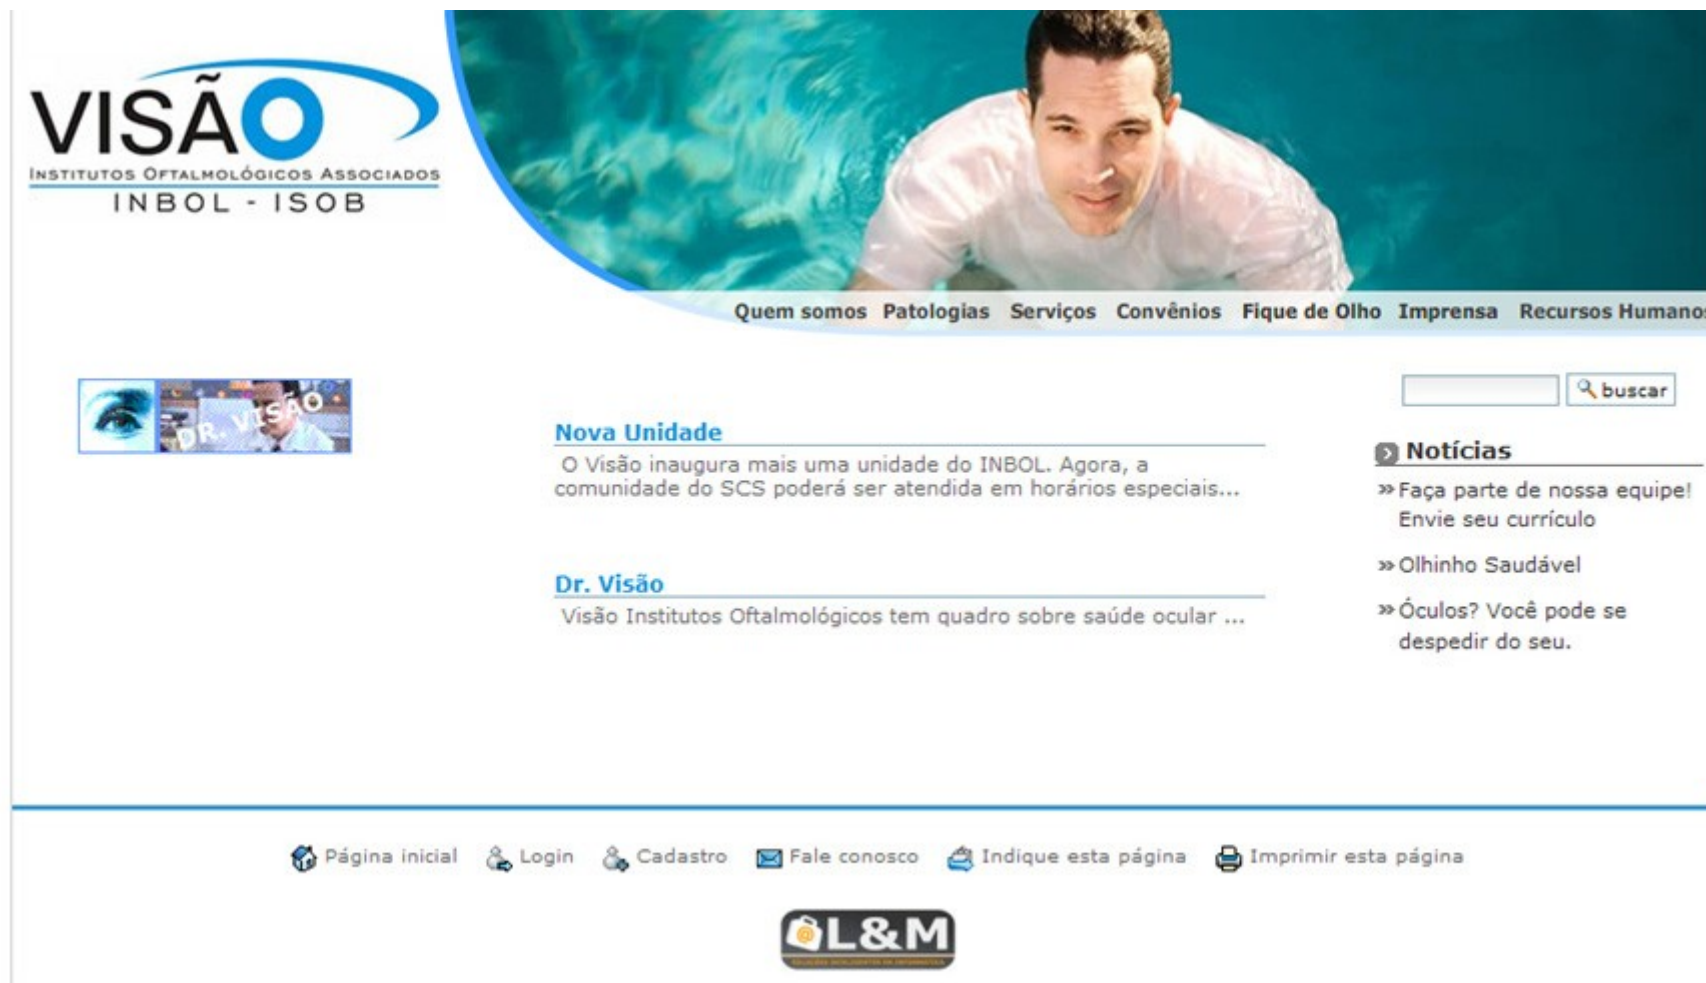 VISÃO
INSTITUTOS OFTALMOLÓGICOS ASSOCIADOS
INBOL - ISOB
Quem somos Patologias Serviços Convênios Fique de Olho Imprensa Recursos Humanos
DR. VISÃO
buscar
Nova Unidade
O Visão inaugura mais uma unidade do INBOL. Agora, a
comunidade do SCS poderá ser atendida em horários especiais...
Dr. Visão
Visão Institutos Oftalmológicos tem quadro sobre saúde ocular ...
Notícias
Faça parte de nossa equipe!
Envie seu currículo
Olhinho Saudável
Óculos? Você pode se
despedir do seu.
Página inicial Login Cadastro Fale conosco Indique esta página Imprimir esta página
L&M